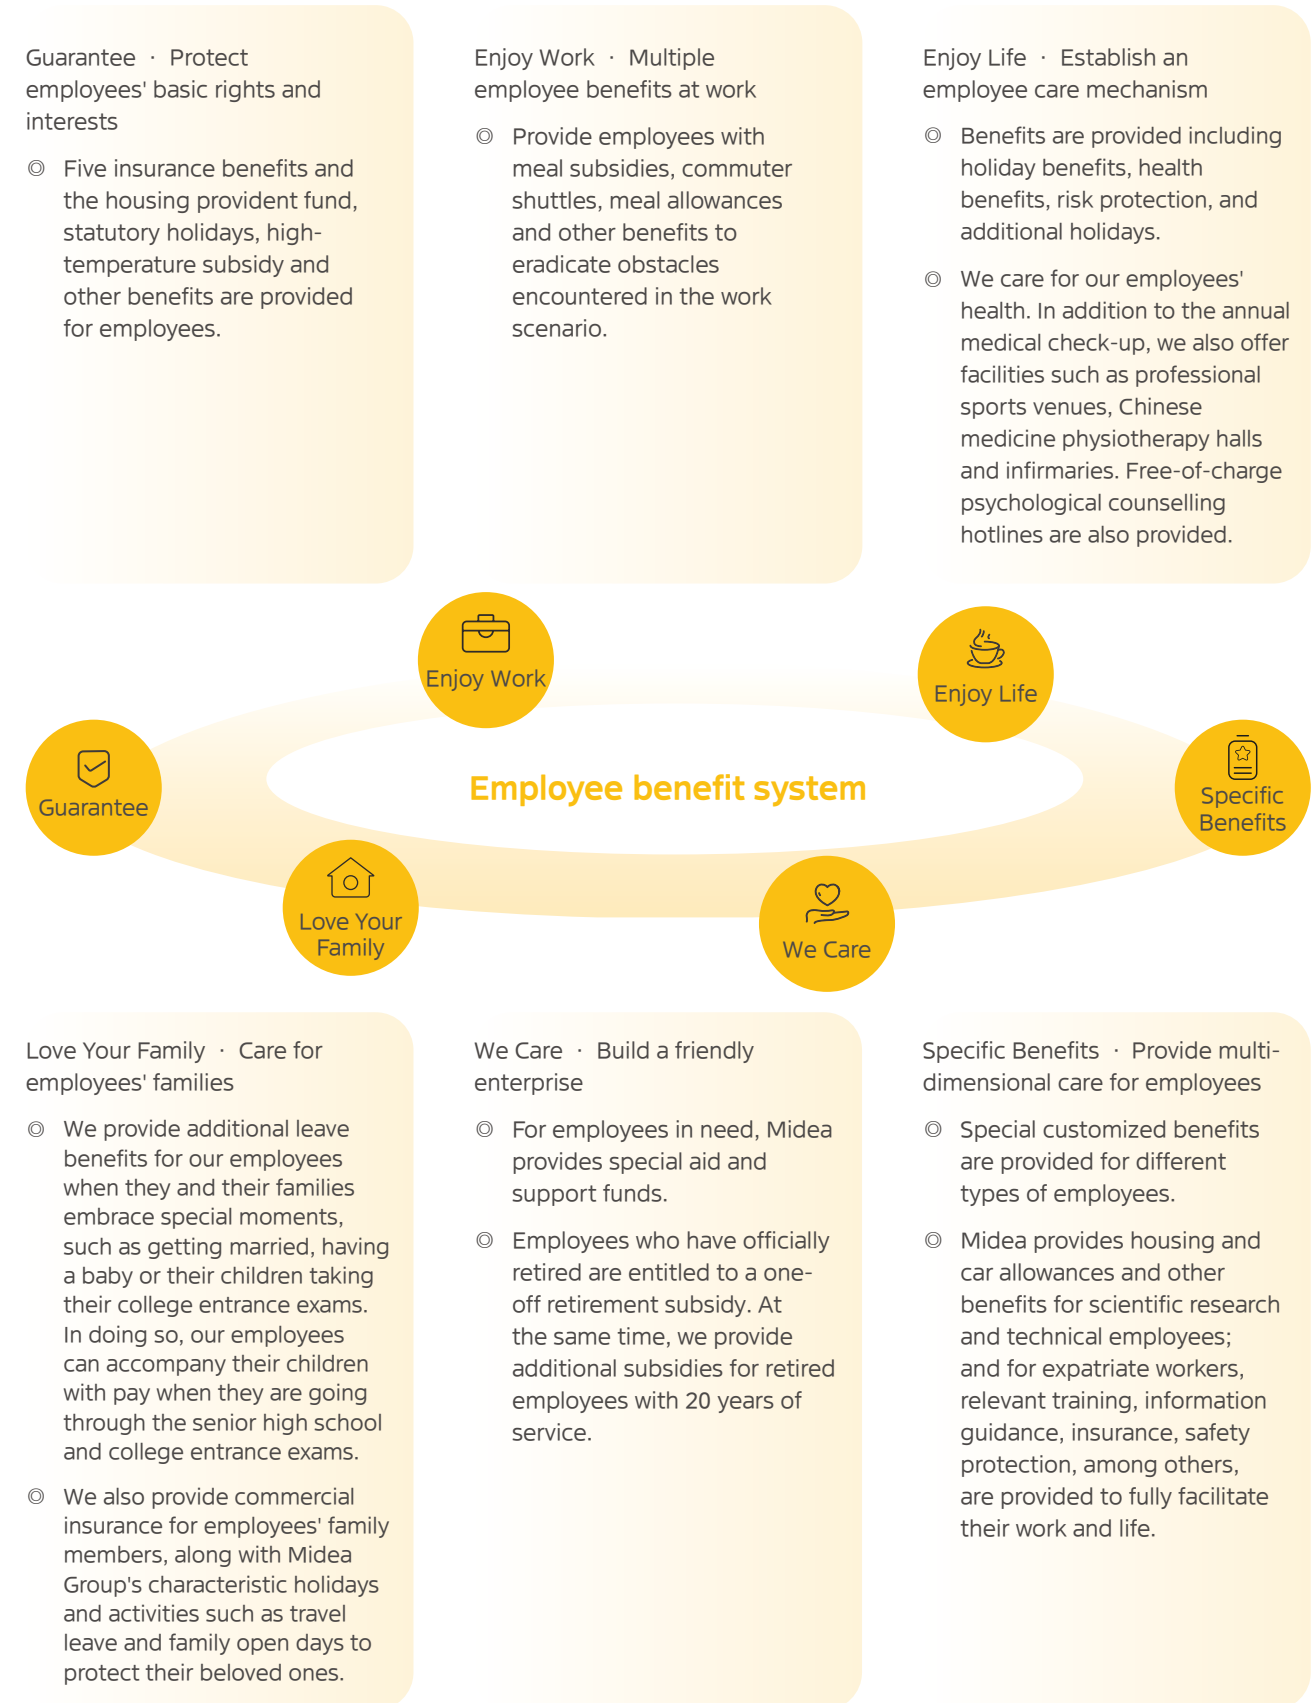 Guarantee · Protect
employees' basic rights and
interests
◎ Five insurance benefits and
the housing provident fund,
statutory holidays, high-
temperature subsidy and
other benefits are provided
for employees.
Enjoy Work · Multiple
employee benefits at work
◎ Provide employees with
meal subsidies, commuter
shuttles, meal allowances
and other benefits to
eradicate obstacles
encountered in the work
scenario.
Enjoy Life · Establish an
employee care mechanism
◎ Benefits are provided including
holiday benefits, health
benefits, risk protection, and
additional holidays.
◎ We care for our employees'
health. In addition to the annual
medical check-up, we also offer
facilities such as professional
sports venues, Chinese
medicine physiotherapy halls
and infirmaries. Free-of-charge
psychological counselling
hotlines are also provided.
Enjoy Work
Enjoy Life
Guarantee
Employee benefit system
Specific
Benefits
Love Your
Family
We Care
Love Your Family · Care for
employees' families
◎ We provide additional leave
benefits for our employees
when they and their families
embrace special moments,
such as getting married, having
a baby or their children taking
their college entrance exams.
In doing so, our employees
can accompany their children
with pay when they are going
through the senior high school
and college entrance exams.
◎ We also provide commercial
insurance for employees' family
members, along with Midea
Group's characteristic holidays
and activities such as travel
leave and family open days to
protect their beloved ones.
We Care · Build a friendly
enterprise
◎ For employees in need, Midea
provides special aid and
support funds.
◎ Employees who have officially
retired are entitled to a one-
off retirement subsidy. At
the same time, we provide
additional subsidies for retired
employees with 20 years of
service.
Specific Benefits · Provide multi-
dimensional care for employees
◎ Special customized benefits
are provided for different
types of employees.
◎ Midea provides housing and
car allowances and other
benefits for scientific research
and technical employees;
and for expatriate workers,
relevant training, information
guidance, insurance, safety
protection, among others,
are provided to fully facilitate
their work and life.